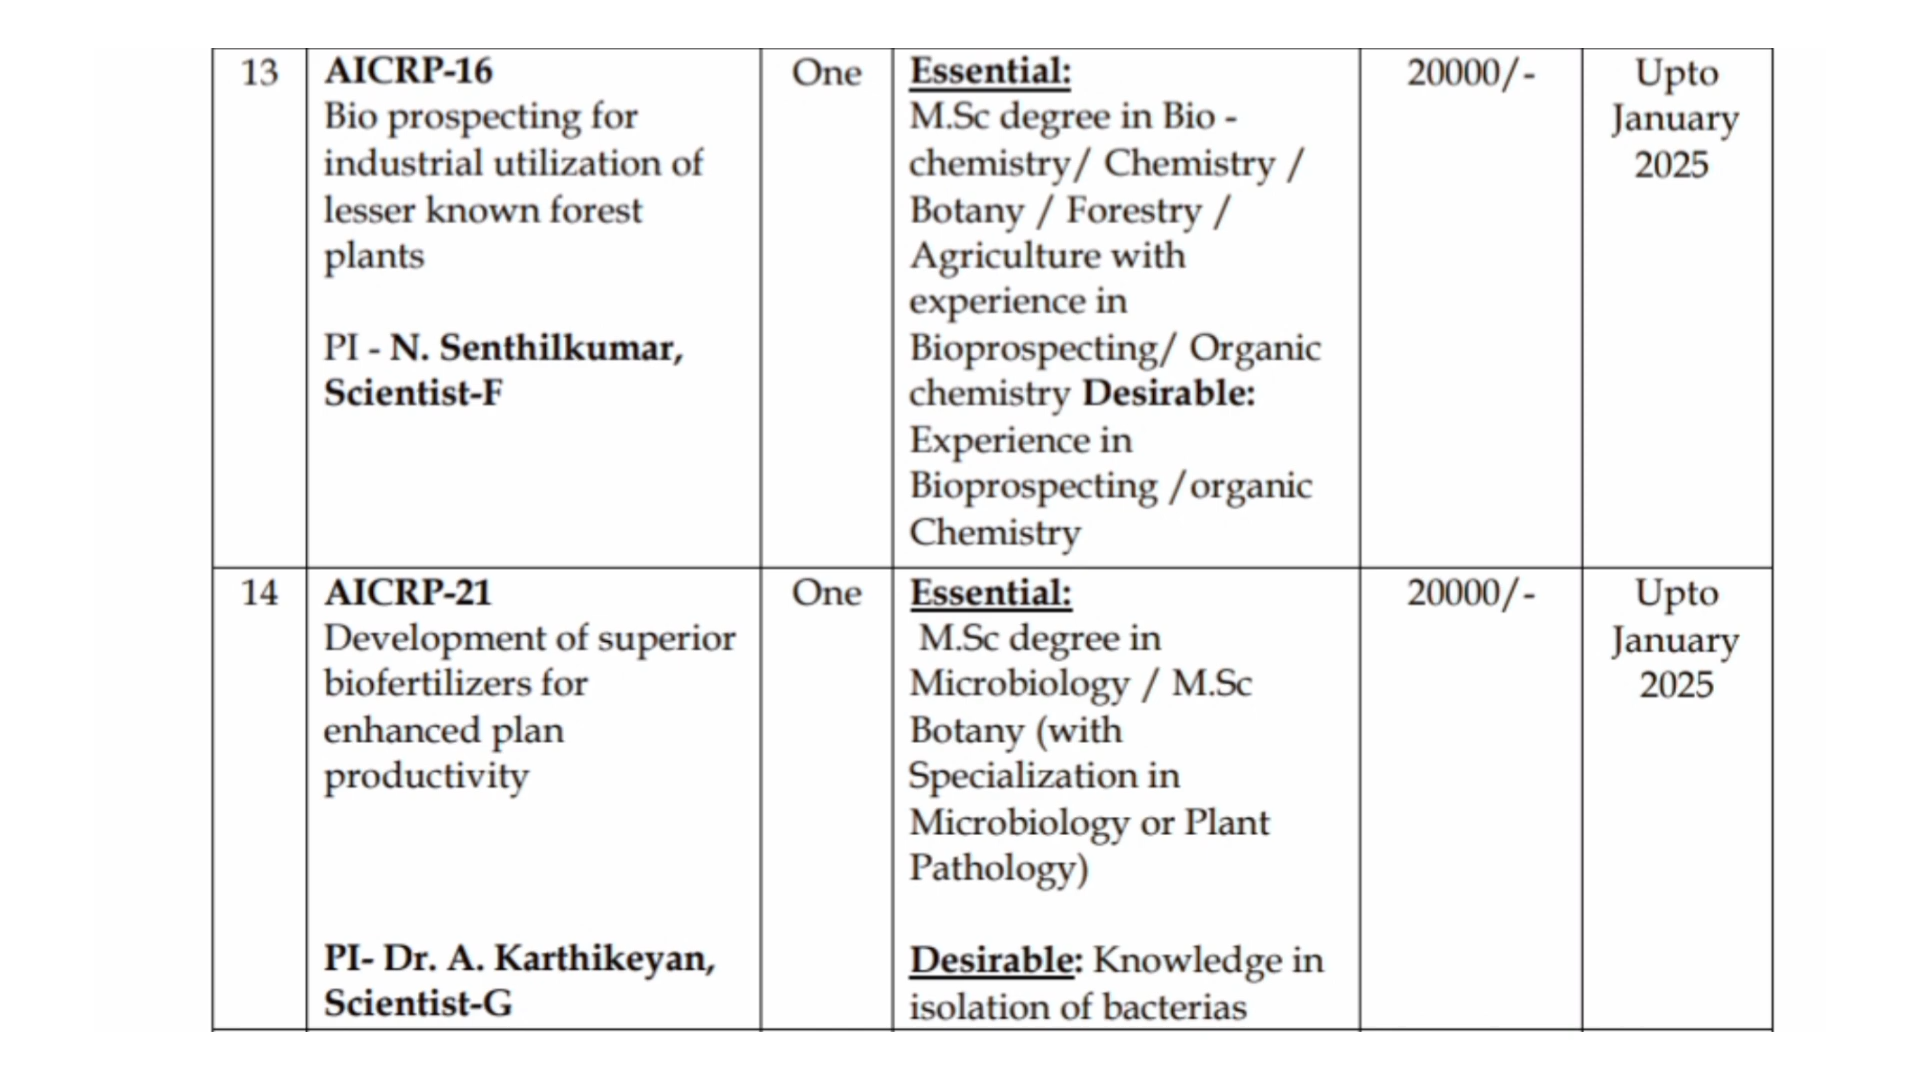 13
AICRP-16
Bio prospecting for
industrial utilization of
lesser known forest
plants
PI - N. Senthilkumar,
Scientist-F
One
Essential:
M.Sc degree in Bio -
chemistry/ Chemistry /
Botany / Forestry /
Agriculture with
experience in
Bioprospecting/ Organic
chemistry Desirable:
Experience in
Bioprospecting /organic
Chemistry
20000/-
Upto
January
2025
14
AICRP-21
Development of superior
biofertilizers for
enhanced plan
productivity
PI- Dr. A. Karthikeyan,
Scientist-G
One
Essential:
M.Sc degree in
Microbiology / M.Sc
Botany (with
Specialization in
Microbiology or Plant
Pathology)
Desirable: Knowledge in
isolation of bacterias
20000/-
Upto
January
2025